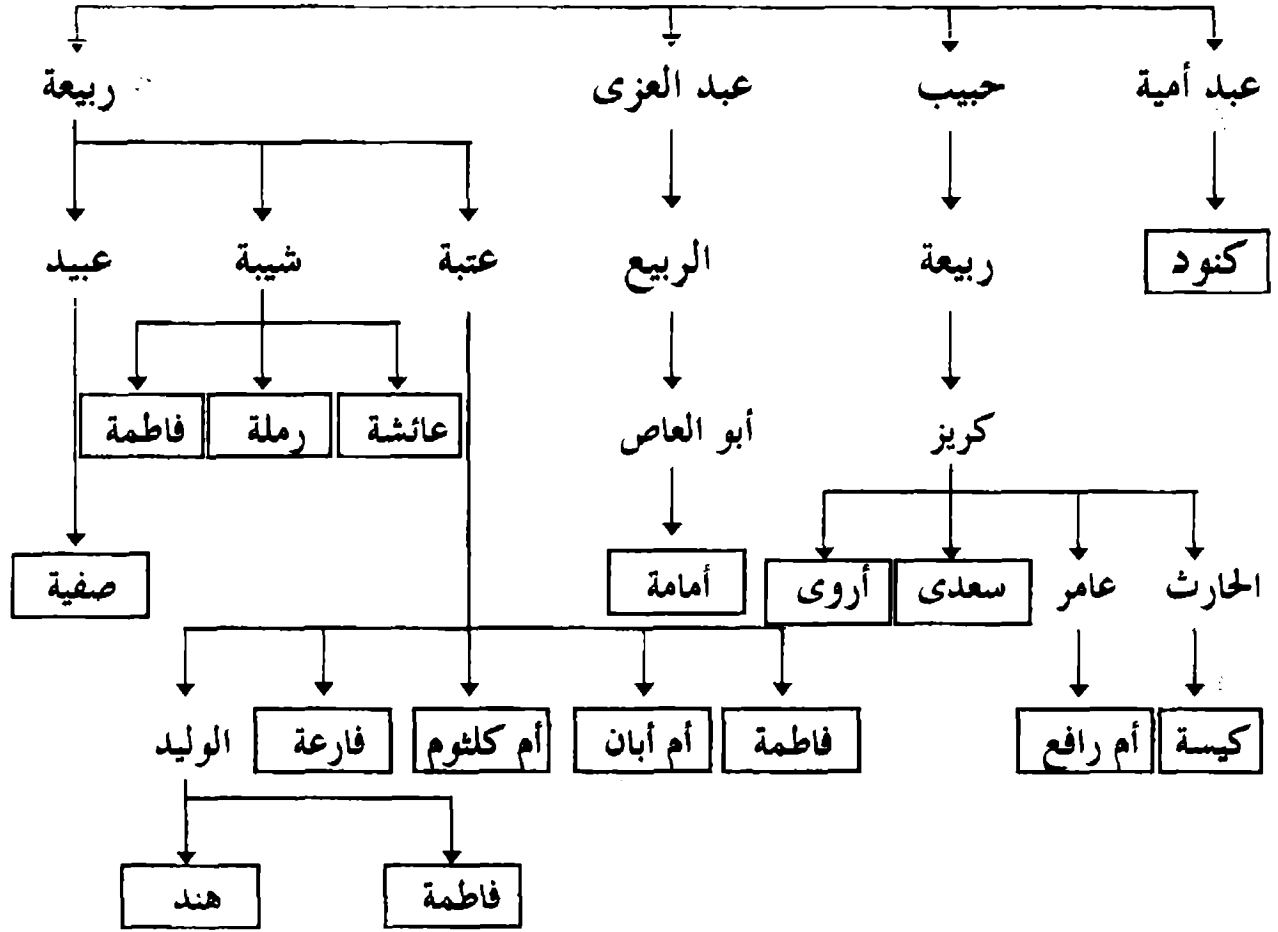 عبد أمية حبيب عبد العزى ربيعة
كنود ربيعة الربيع عتبة شيبة عبيد
كريز أبو العاص عائشة رملة فاطمة
الحارث عامر سعدى أروى أمامة صفية
كيسة أم رافع فاطمة أم أبان أم كلثوم فارعة الوليد
فاطمة هند